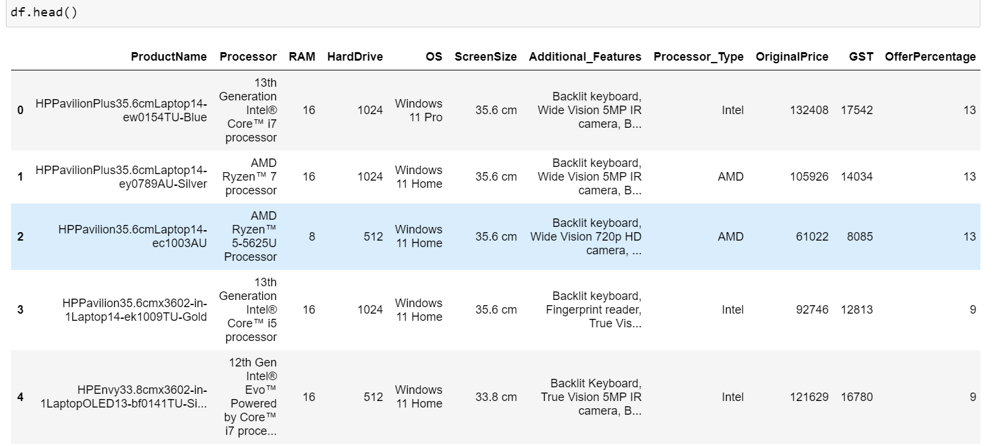 df.head()
ProductName Processor RAM HardDrive OS ScreenSize Additional_Features Processor_Type OriginalPrice GST OfferPercentage
0
HPPavilionPlus35.6cmLaptop14-
ew0154TU-Blue
13th
Generation
Intel®
Core™ i7
processor
16
1024
Windows
11 Pro
35.6 cm
Backlit keyboard,
Wide Vision 5MP IR
camera, B...
Intel
132408
17542
13
1
HPPavilionPlus35.6cmLaptop14-
ey0789AU-Silver
AMD
Ryzen™ 7
processor
16
1024
Windows
11 Home
35.6 cm
Backlit keyboard,
Wide Vision 5MP IR
camera, B...
AMD
105926
14034
13
2
HPPavilion35.6cmLaptop14-
ec1003AU
AMD
Ryzen™
5-5625U
Processor
8
512
Windows
11 Home
35.6 cm
Backlit keyboard,
Wide Vision 720p HD
camera, ...
AMD
61022
8085
13
3
HPPavilion35.6cmx3602-in-
1Laptop14-ek1009TU-Gold
13th
Generation
Intel®
Core™ i5
processor
16
1024
Windows
11 Home
35.6 cm
Backlit keyboard,
Fingerprint reader,
True Vis...
Intel
92746
12813
9
4
HPEnvy33.8cmx3602-in-
1LaptopOLED13-bf0141TU-Si...
12th Gen
Intel®
Evo™
Powered
by Core™
i7 proce...
16
512
Windows
11 Home
33.8 cm
Backlit Keyboard,
True Vision 5MP IR
camera, B...
Intel
121629
16780
9